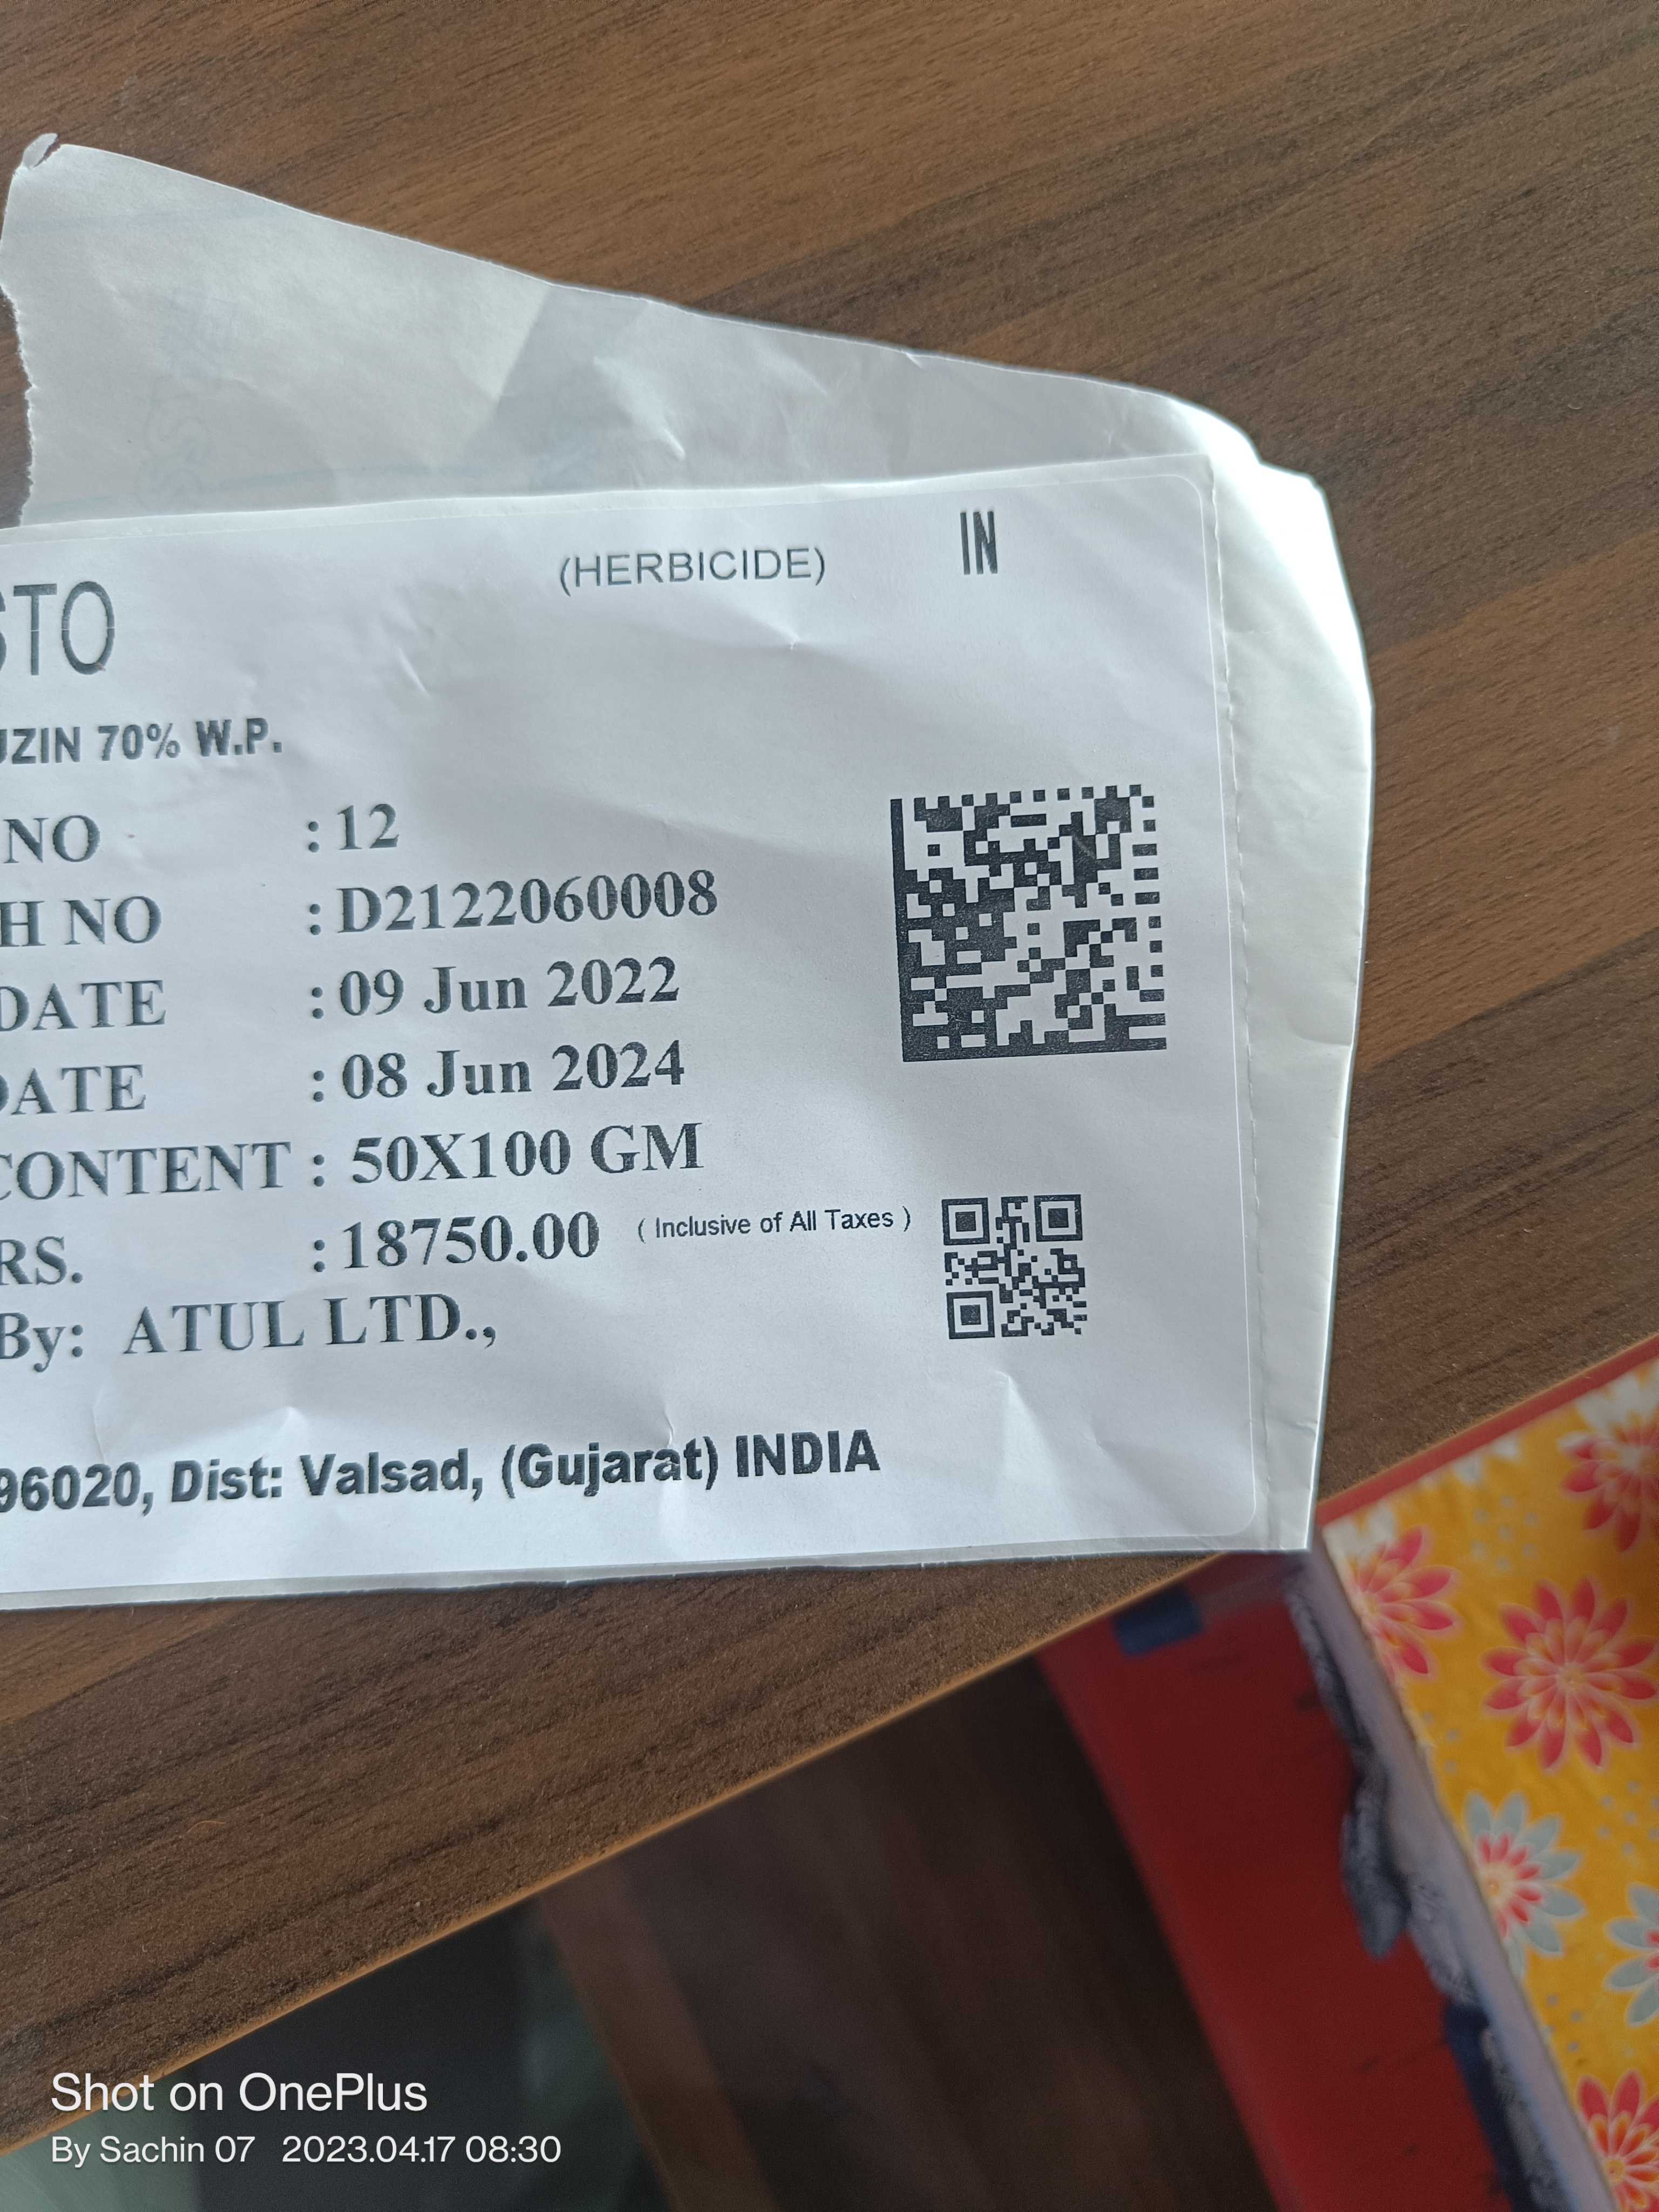 (HERBICIDE) IN
STO
UZIN 70% W.P.
NO : 12
H NO : D2122060008
DATE : 09 Jun 2022
DATE : 08 Jun 2024
CONTENT : 50X100 GM
RS. : 18750.00 ( Inclusive of All Taxes )
By: ATUL LTD.,
96020, Dist: Valsad, (Gujarat) INDIA
Shot on OnePlus
By Sachin 07 2023.04.17 08:30